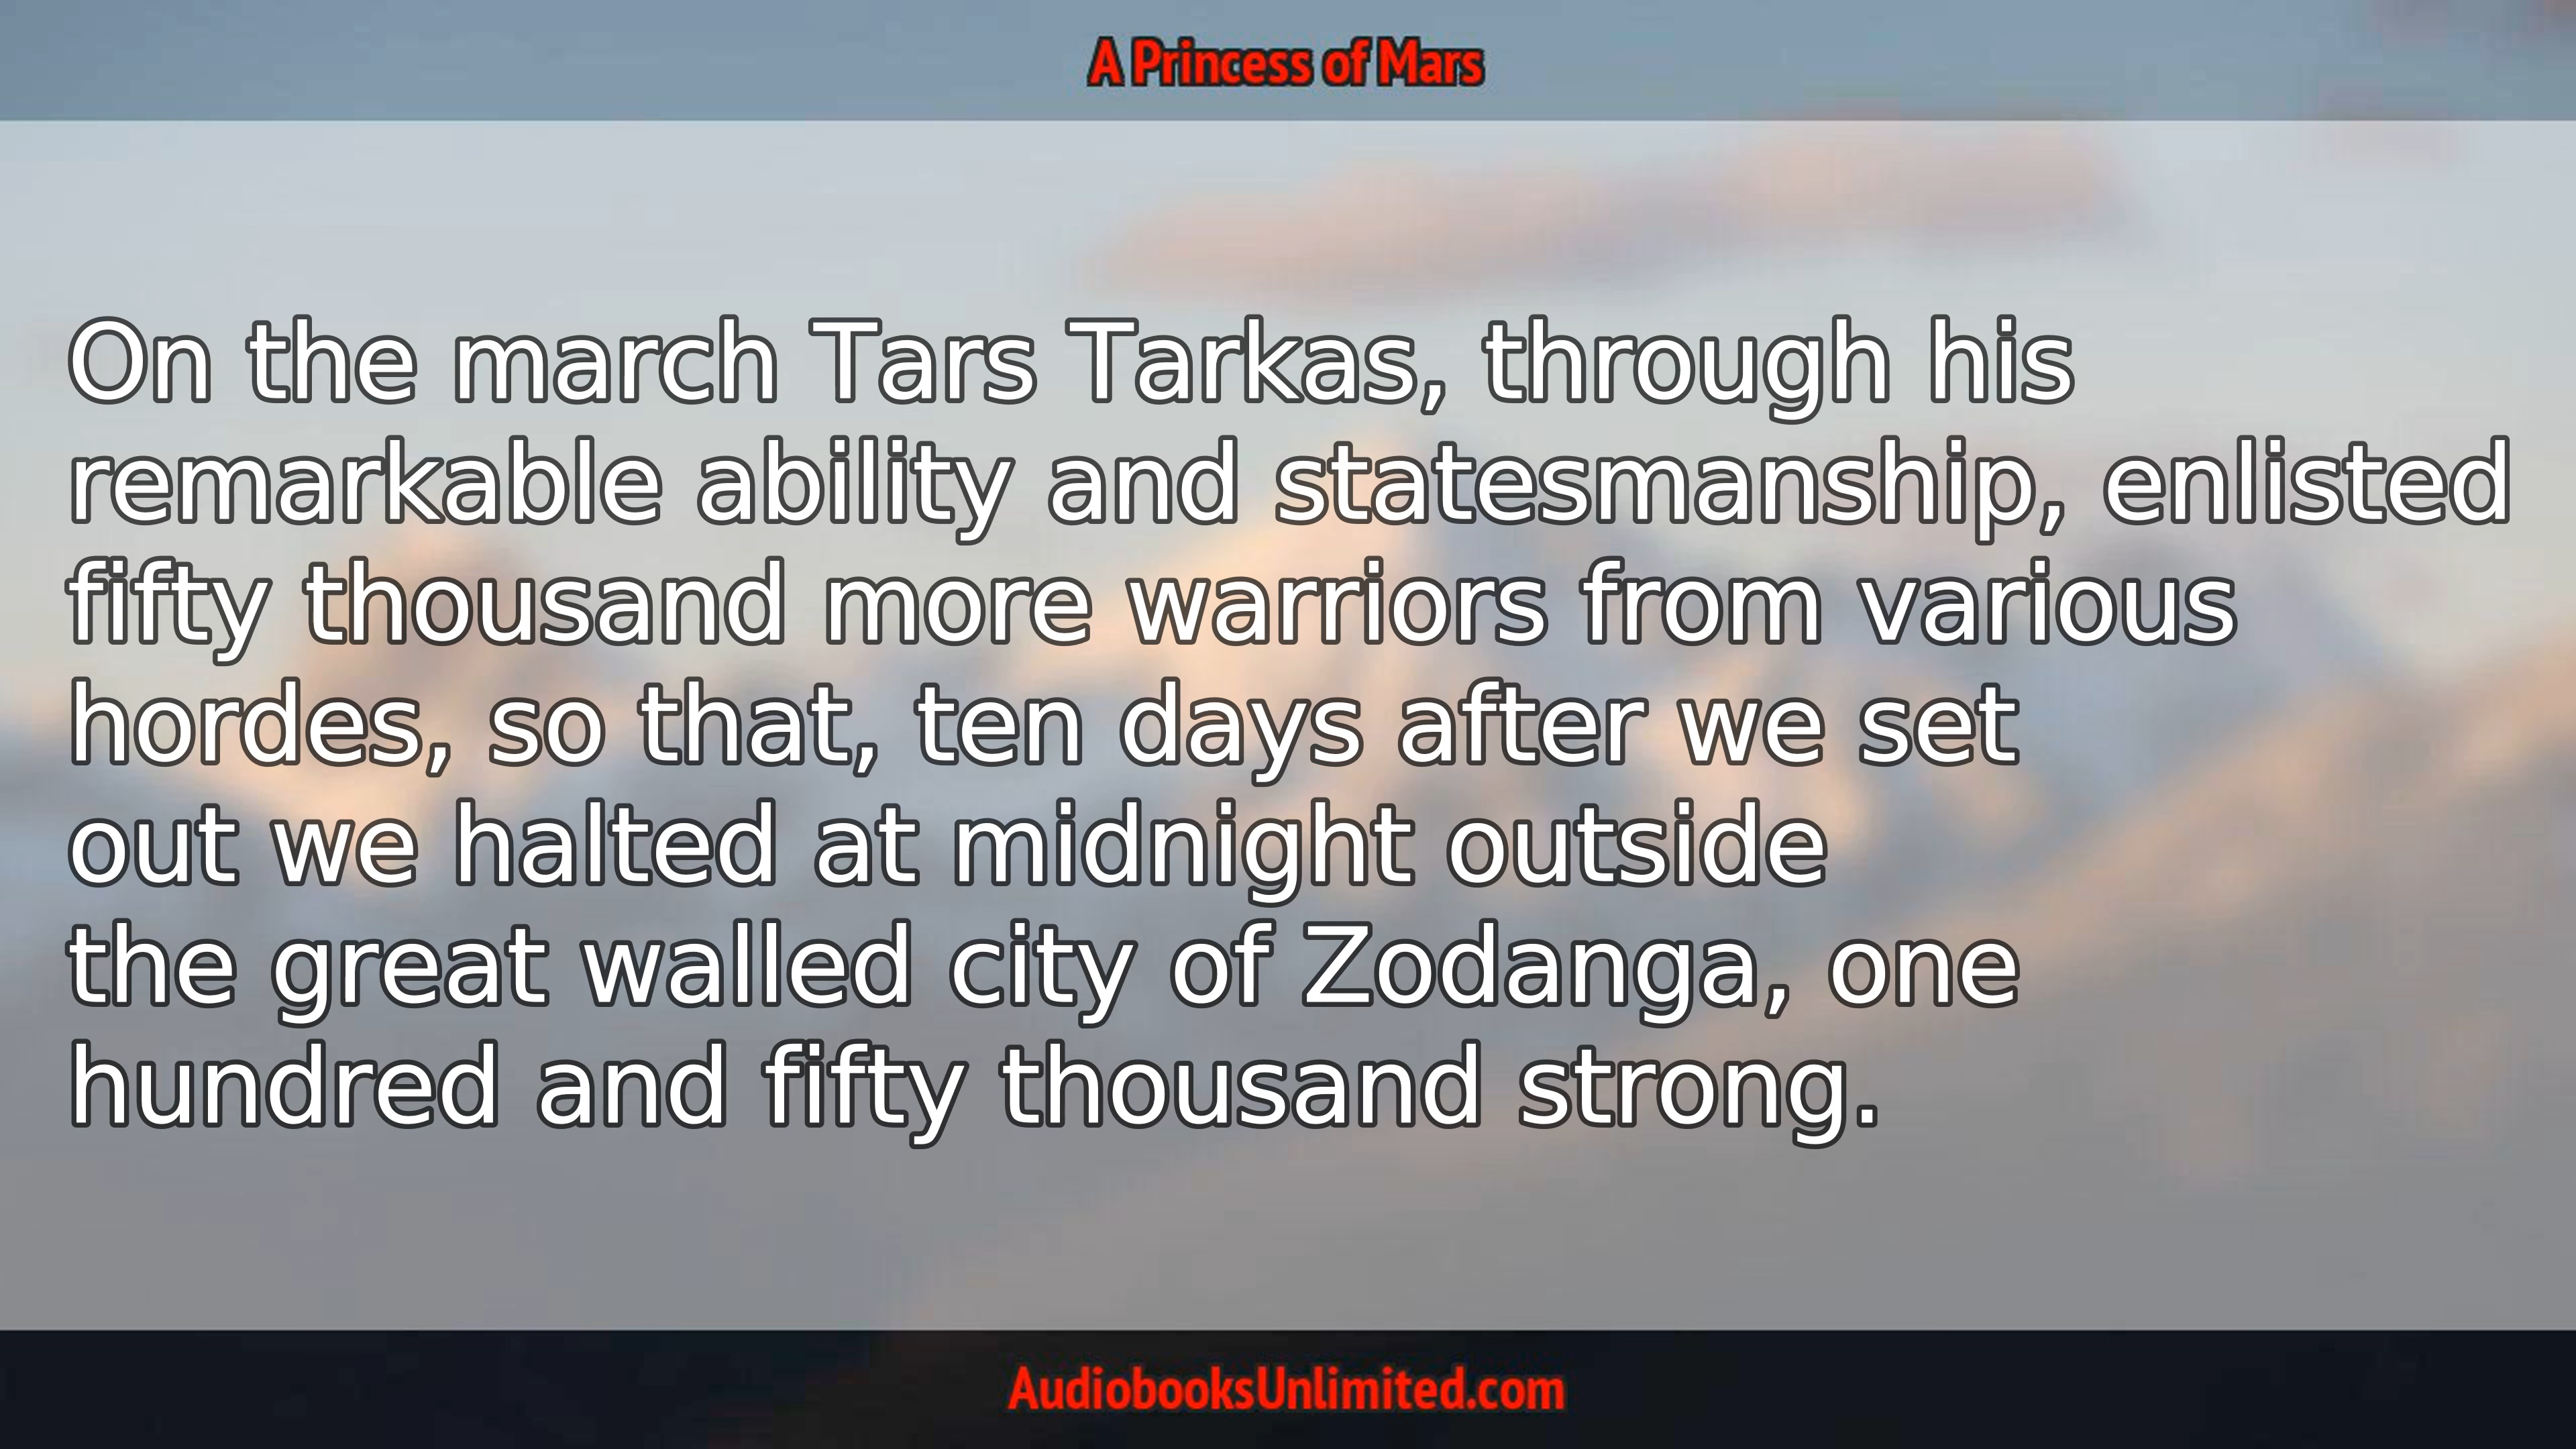 A Princess of Mars
On the march Tars Tarkas, through his
remarkable ability and statesmanship, enlisted
fifty thousand more warriors from various
hordes, so that, ten days after we set
out we halted at midnight outside
the great walled city of Zodanga, one
hundred and fifty thousand strong.
AudiobooksUnlimited.com